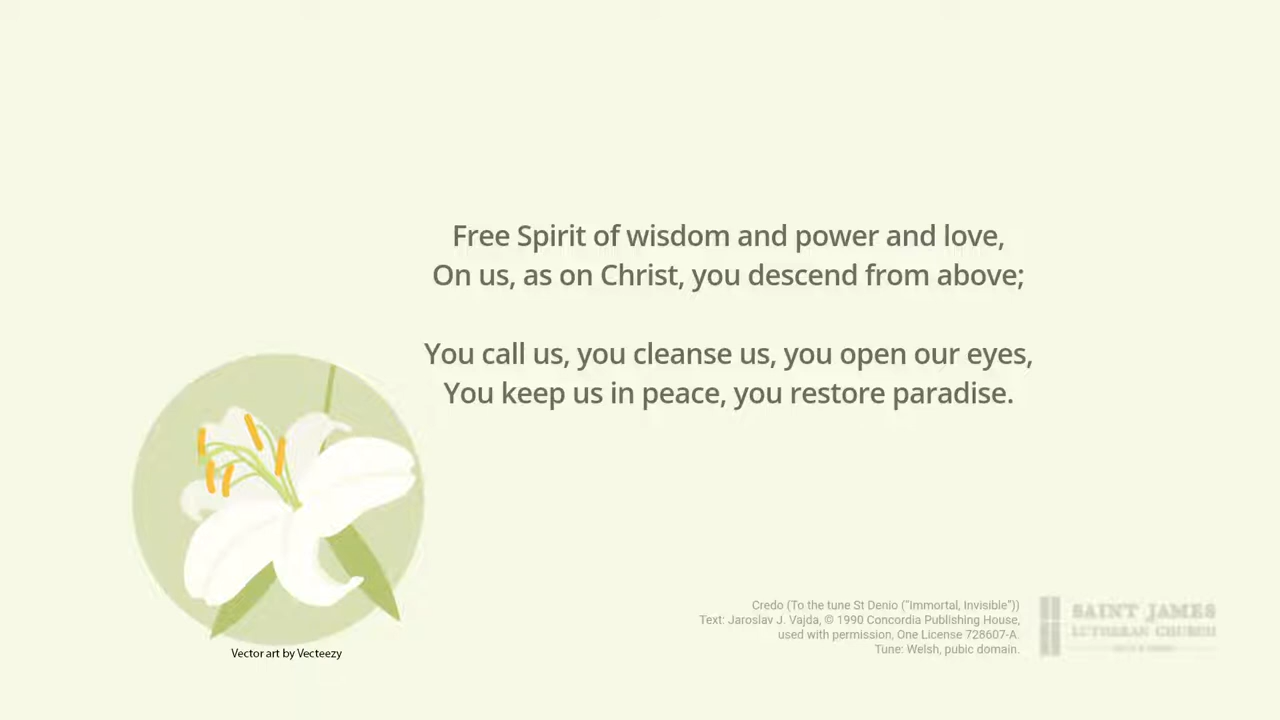 Free Spirit of wisdom and power and love,
On us, as on Christ, you descend from above;
You call us, you cleanse us, you open our eyes,
You keep us in peace, you restore paradise.
Vector art by Vecteezy
Credo (To the tune St Denio (“Immortal, Invisible”))
Text: Jaroslav J. Vajda, © 1990 Concordia Publishing House,
used with permission, One License 728607-A.
Tune: Welsh, pubic domain.
SAINT JAMES
LUTHERAN CHURCH